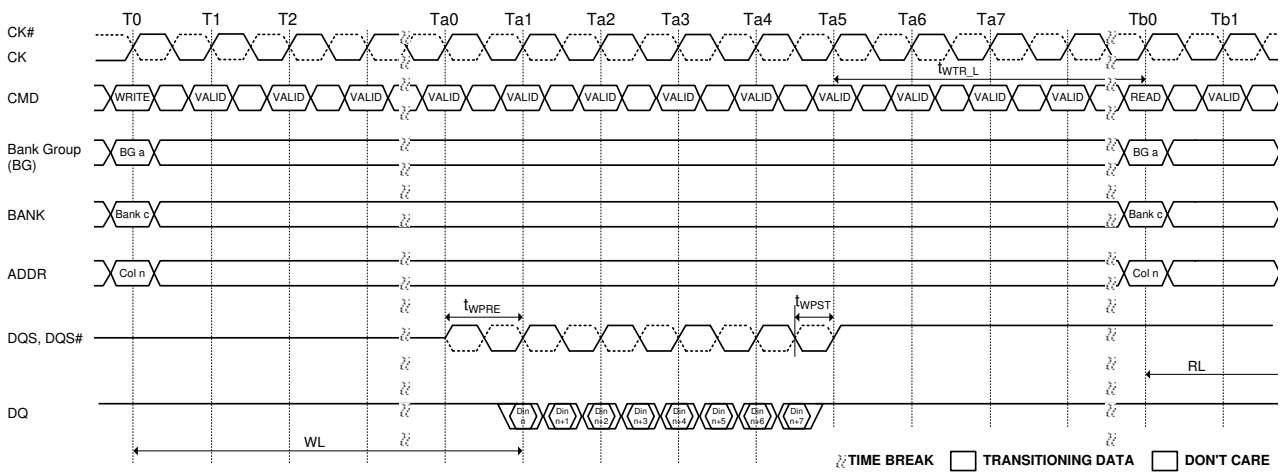 T0 T1 T2 Ta0 Ta1 Ta2 Ta3 Ta4 Ta5 Ta6 Ta7 Tb0 Tb1
CK#
CK
tWTR_L
CMD WRITE VALID VALID VALID VALID VALID VALID VALID VALID VALID VALID VALID VALID READ VALID
Bank Group
(BG)
BG a BG a
BANK Bank c Bank c
ADDR Col n Col n
tWPRE tWPST
DQS, DQS#
RL
DQ Din n Din n+1 Din n+2 Din n+3 Din n+4 Din n+5 Din n+6 Din n+7
WL
TIME BREAK TRANSITIONING DATA DON'T CARE